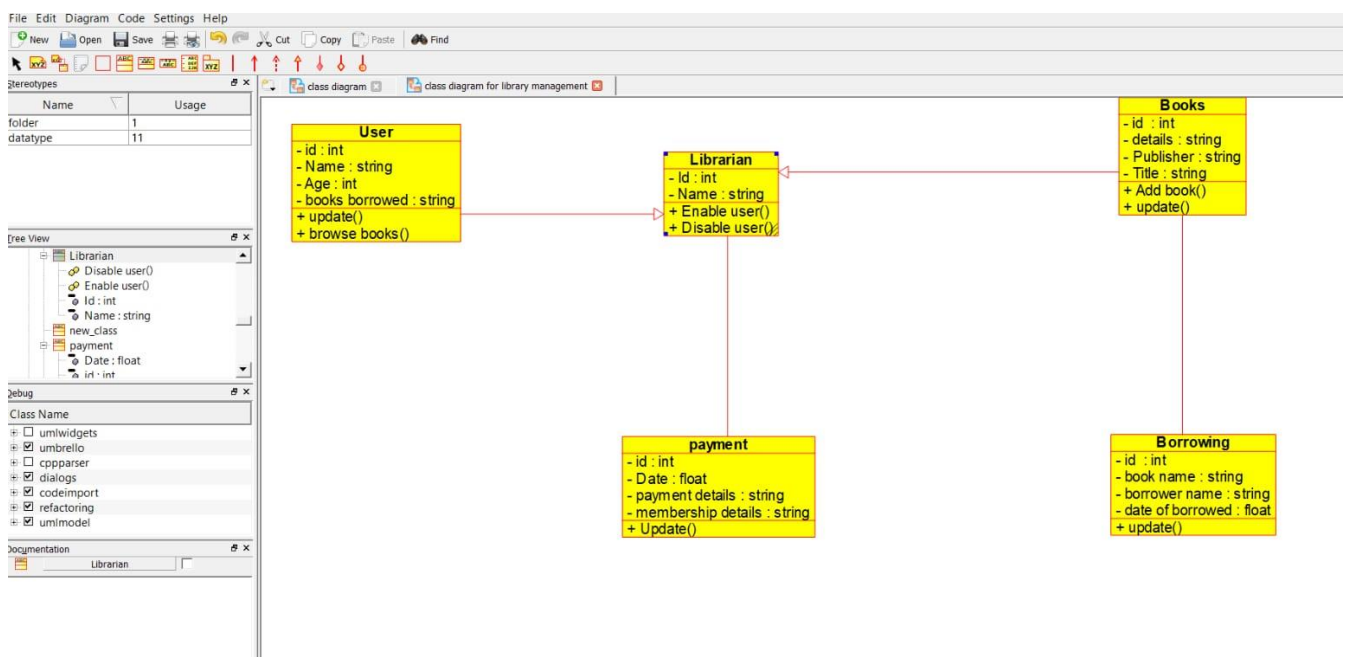 File Edit Diagram Code Settings Help
New Open Save Cut Copy Paste Find
XYZ ABC ABC ABC XYZ
Stereotypes
Name Usage
folder 1
datatype 11
Tree View
Librarian
Disable user()
Enable user()
Id : int
Name : string
new_class
payment
Date : float
id : int
Debug
Class Name
umlwidgets
umbrello
cppparser
dialogs
codeimport
refactoring
umlmodel
Documentation
Librarian
class diagram
class diagram for library management
User
- id : int
- Name : string
- Age : int
- books borrowed : string
+ update()
+ browse books()
Librarian
- Id : int
- Name : string
+ Enable user()
+ Disable user()
Books
- id : int
- details : string
- Publisher : string
- Title : string
+ Add book()
+ update()
payment
- id : int
- Date : float
- payment details : string
- membership details : string
+ Update()
Borrowing
- id : int
- book name : string
- borrower name : string
- date of borrowed : float
+ update()